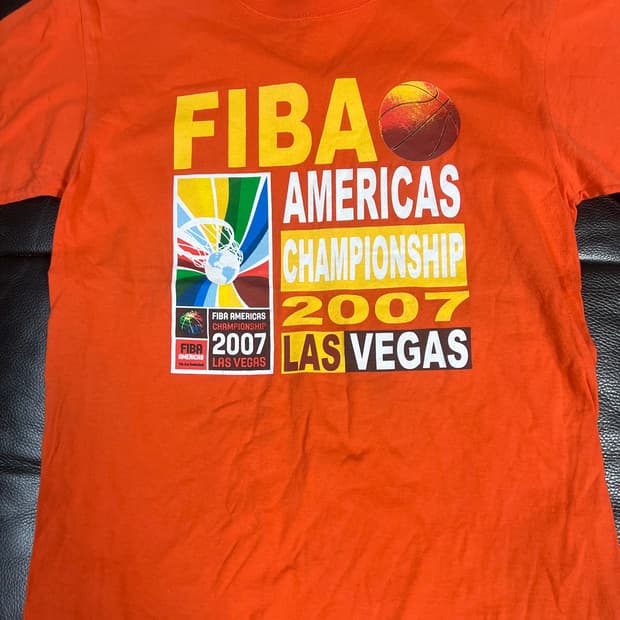 FIBA
AMERICAS
CHAMPIONSHIP
2007
LAS VEGAS
FIBA AMERICAS
CHAMPIONSHIP
2007
LAS VEGAS
FIBA
AMERICAS